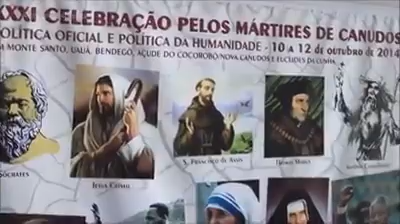 XXXI CELEBRAÇÃO PELOS MÁRTIRES DE CANUDOS
POLÍTICA OFICIAL E POLÍTICA DA HUMANIDADE - 10 A 12 de outubro de 2014
EM MONTE SANTO, UAUÁ, BENDEGÓ, AÇUDE DO COCOROBÓ/NOVA CANUDOS E EUCLIDES DA CUNHA
SÓCRATES
JESUS CRISTO
S. FRANCISCO DE ASSIS
THOMAS MORUS